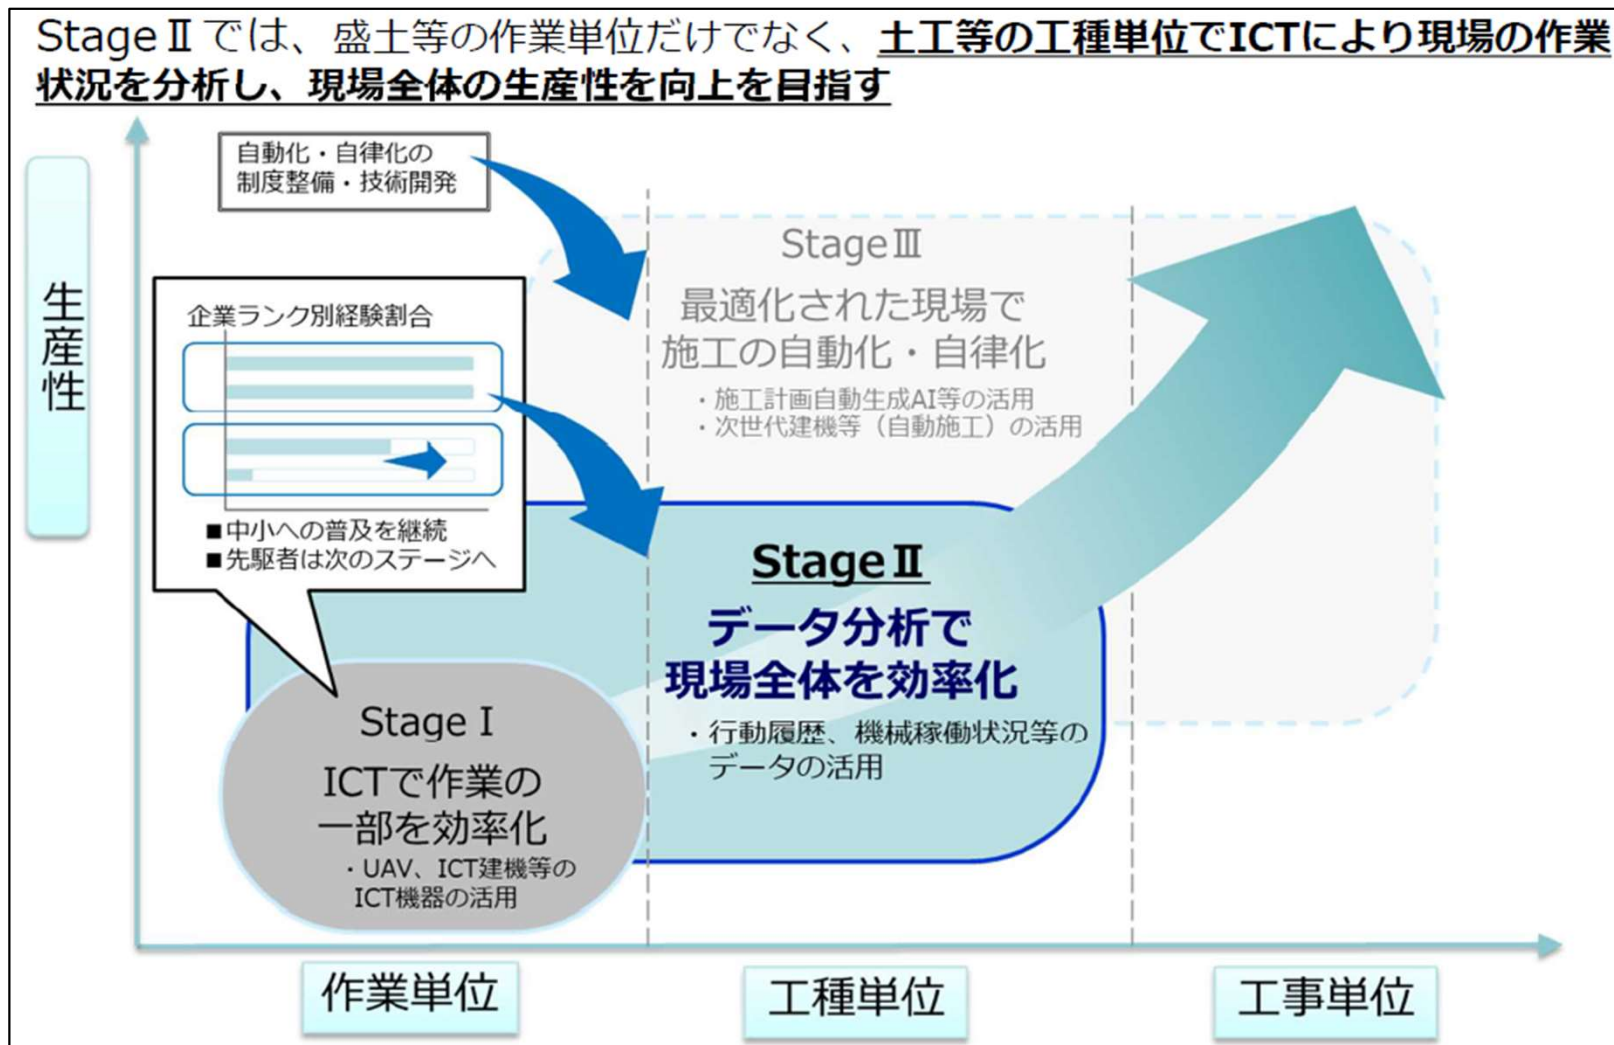 StageⅡでは、盛土等の作業単位だけでなく、土工等の工種単位でICTにより現場の作業
状況を分析し、現場全体の生産性を向上を目指す
自動化・自律化の
制度整備・技術開発
生産性
企業ランク別経験割合
■中小への普及を継続
■先駆者は次のステージへ
StageⅢ
最適化された現場で
施工の自動化・自律化
・施工計画自動生成AI等の活用
・次世代建機等（自動施工）の活用
StageⅡ
データ分析で
現場全体を効率化
・行動履歴、機械稼働状況等の
データの活用
StageⅠ
ICTで作業の
一部を効率化
・UAV、ICT建機等の
ICT機器の活用
作業単位
工種単位
工事単位